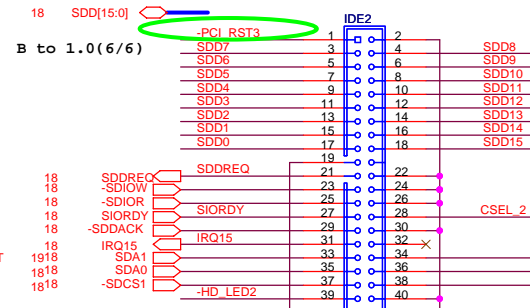 18 SDD[15:0]
IDE2
-PCI_RST3 1 2
B to 1.0(6/6)
SDD7 3 4 SDD8
SDD6 5 6 SDD9
SDD5 7 8 SDD10
SDD4 9 10 SDD11
SDD3 11 12 SDD12
SDD2 13 14 SDD13
SDD1 15 16 SDD14
SDD0 17 18 SDD15
19
18 SDDREQ SDDREQ 21 22
18 -SDIOW 23 24
18 -SDIOR 25 26
18 SIORDY SIORDY 27 28 CSEL_2
18 -SDDACK 29 30
18 IRQ15 IRQ15 31 32
T 1918 SDA1 33 34
1818 SDA0 35 36
1818 -SDCS1 37 38
-HD_LED2 39 40